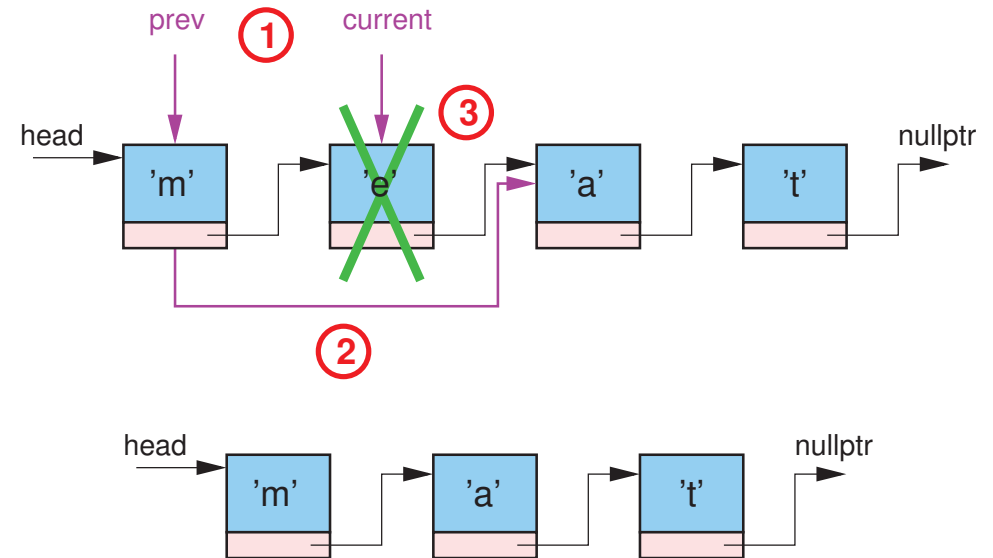 prev 1 current
3
head nullptr
’m’ ’e’ ’a’ ’t’
2
head nullptr
’m’ ’a’ ’t’